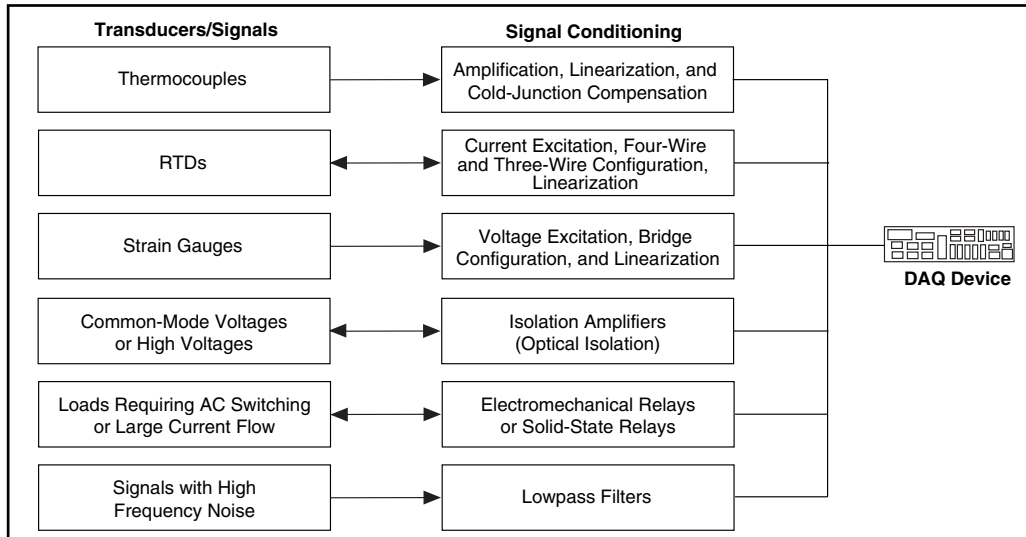 Transducers/Signals
Signal Conditioning
Thermocouples
Amplification, Linearization, and
Cold-Junction Compensation
RTDs
Current Excitation, Four-Wire
and Three-Wire Configuration,
Linearization
Strain Gauges
Voltage Excitation, Bridge
Configuration, and Linearization
DAQ Device
Common-Mode Voltages
or High Voltages
Isolation Amplifiers
(Optical Isolation)
Loads Requiring AC Switching
or Large Current Flow
Electromechanical Relays
or Solid-State Relays
Signals with High
Frequency Noise
Lowpass Filters